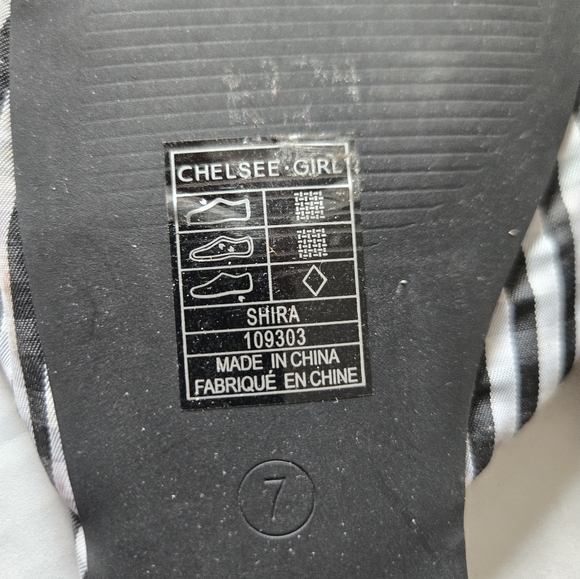 CHELSEE·GIRL
SHIRA
109303
MADE IN CHINA
FABRIQUÉ EN CHINE
7